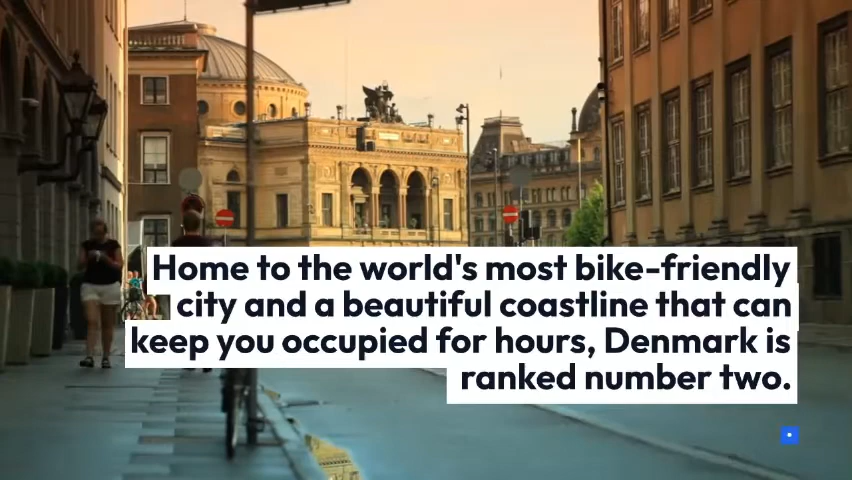 Home to the world's most bike-friendly
city and a beautiful coastline that can
keep you occupied for hours, Denmark is
ranked number two.